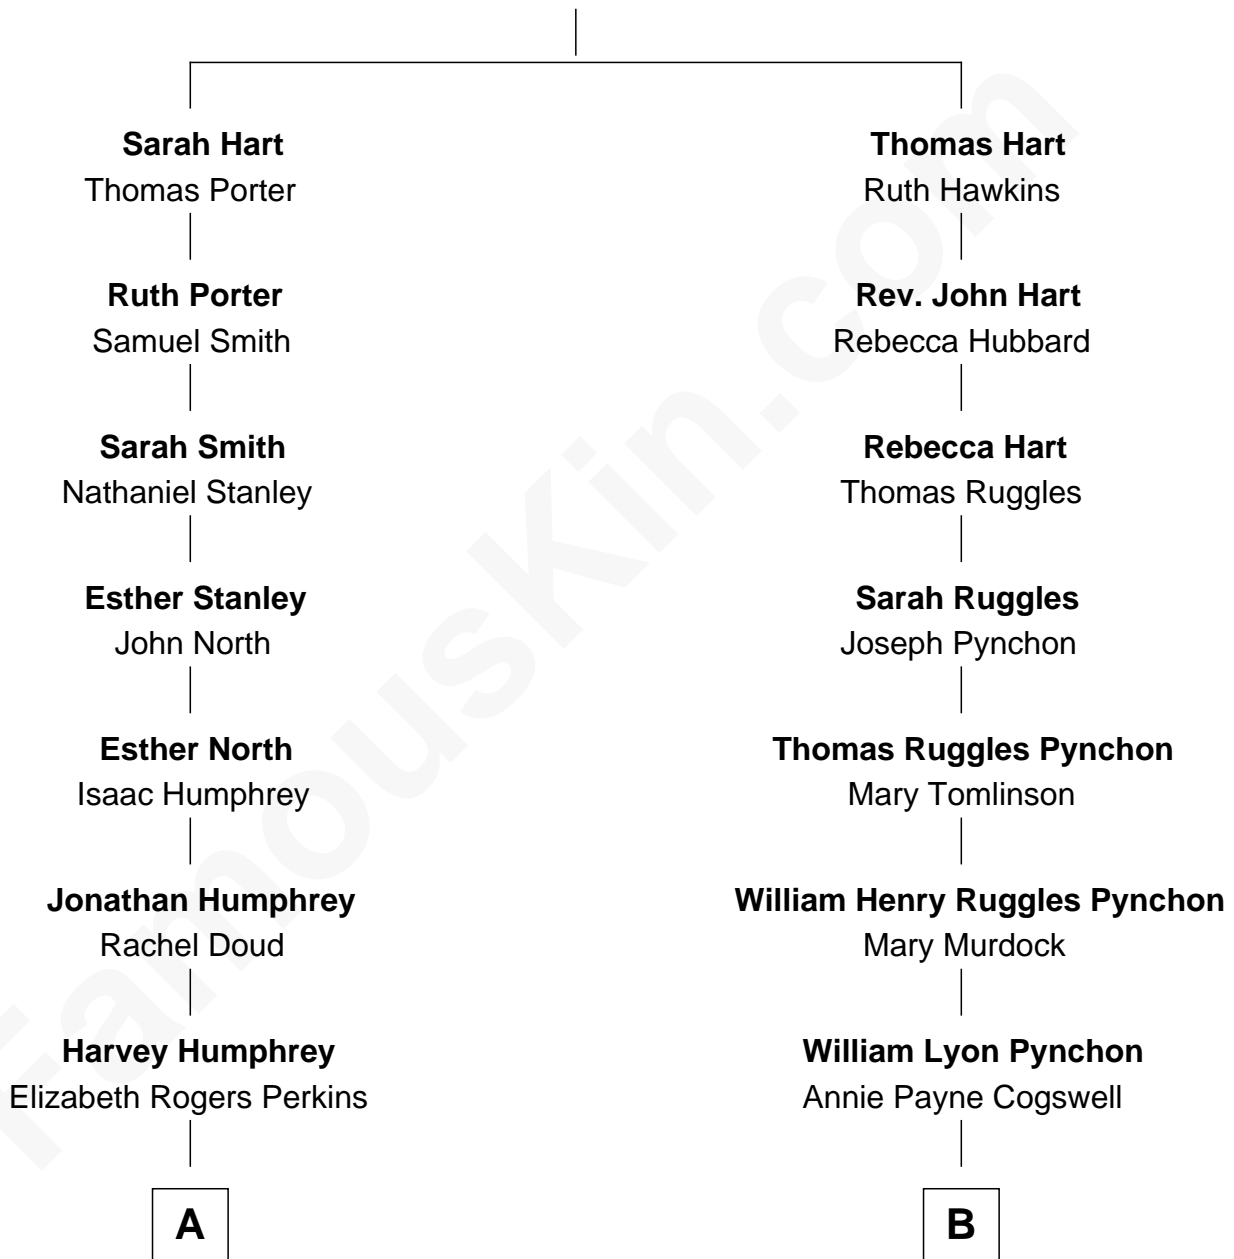 Sarah Hart
Thomas Porter
Ruth Porter
Samuel Smith
Sarah Smith
Nathaniel Stanley
Esther Stanley
John North
Esther North
Isaac Humphrey
Jonathan Humphrey
Rachel Doud
Harvey Humphrey
Elizabeth Rogers Perkins
A
Thomas Hart
Ruth Hawkins
Rev. John Hart
Rebecca Hubbard
Rebecca Hart
Thomas Ruggles
Sarah Ruggles
Joseph Pynchon
Thomas Ruggles Pynchon
Mary Tomlinson
William Henry Ruggles Pynchon
Mary Murdock
William Lyon Pynchon
Annie Payne Cogswell
B
FamousKin.com